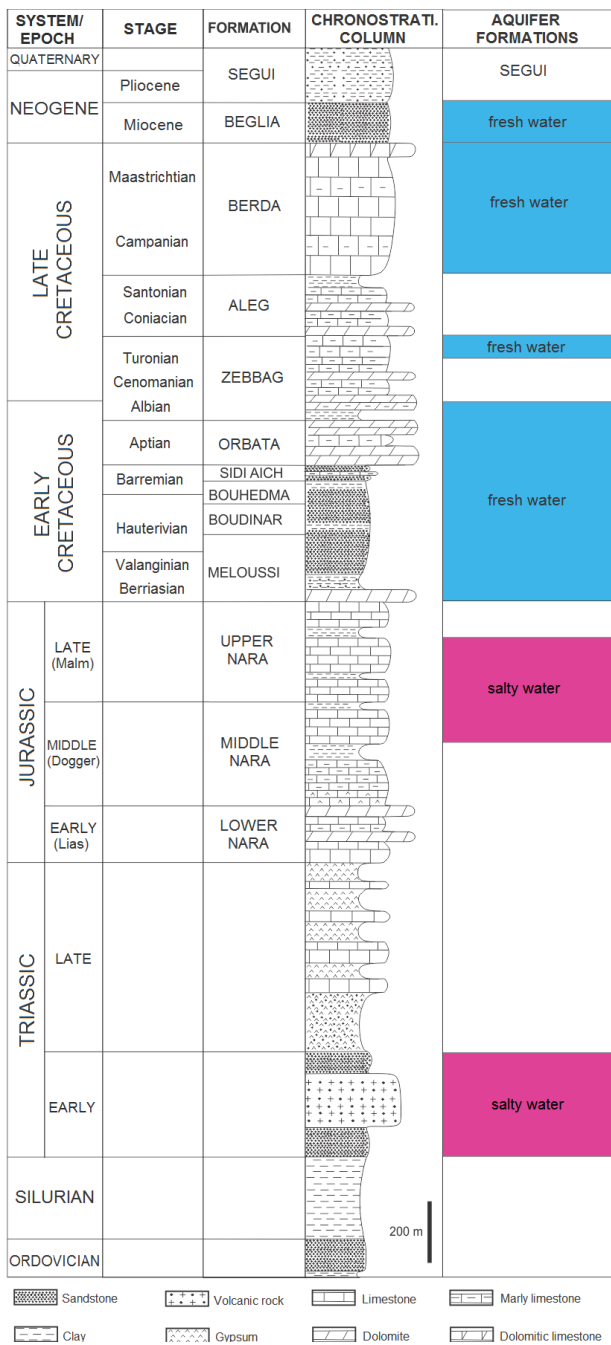 SYSTEM/
EPOCH
STAGE
FORMATION
CHRONOSTRATI.
COLUMN
AQUIFER
FORMATIONS
QUATERNARY
SEGUI
SEGUI
NEOGENE
Pliocene
Miocene
BEGLIA
fresh water
LATE
CRETACEOUS
Maastrichtian
BERDA
fresh water
Campanian
Santonian
ALEG
Coniacian
Turonian
ZEBBAG
fresh water
Cenomanian
Albian
EARLY
CRETACEOUS
Aptian
ORBATA
fresh water
Barremian
SIDI AICH
BOUHEDMA
Hauterivian
BOUDINAR
Valanginian
MELOUSSI
Berriasian
JURASSIC
LATE
(Malm)
UPPER
NARA
salty water
MIDDLE
(Dogger)
MIDDLE
NARA
EARLY
(Lias)
LOWER
NARA
TRIASSIC
LATE
EARLY
salty water
SILURIAN
200 m
ORDOVICIAN
Sandstone
Volcanic rock
Limestone
Marly limestone
Clay
Gypsum
Dolomite
Dolomitic limestone